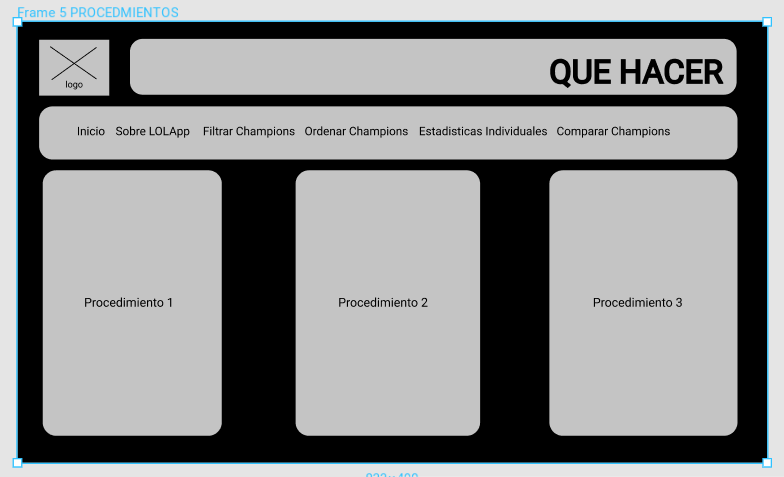 Frame 5 PROCEDMIENTOS
logo
QUE HACER
Inicio Sobre LOLApp Filtrar Champions Ordenar Champions Estadisticas Individuales Comparar Champions
Procedimiento 1 Procedimiento 2 Procedimiento 3